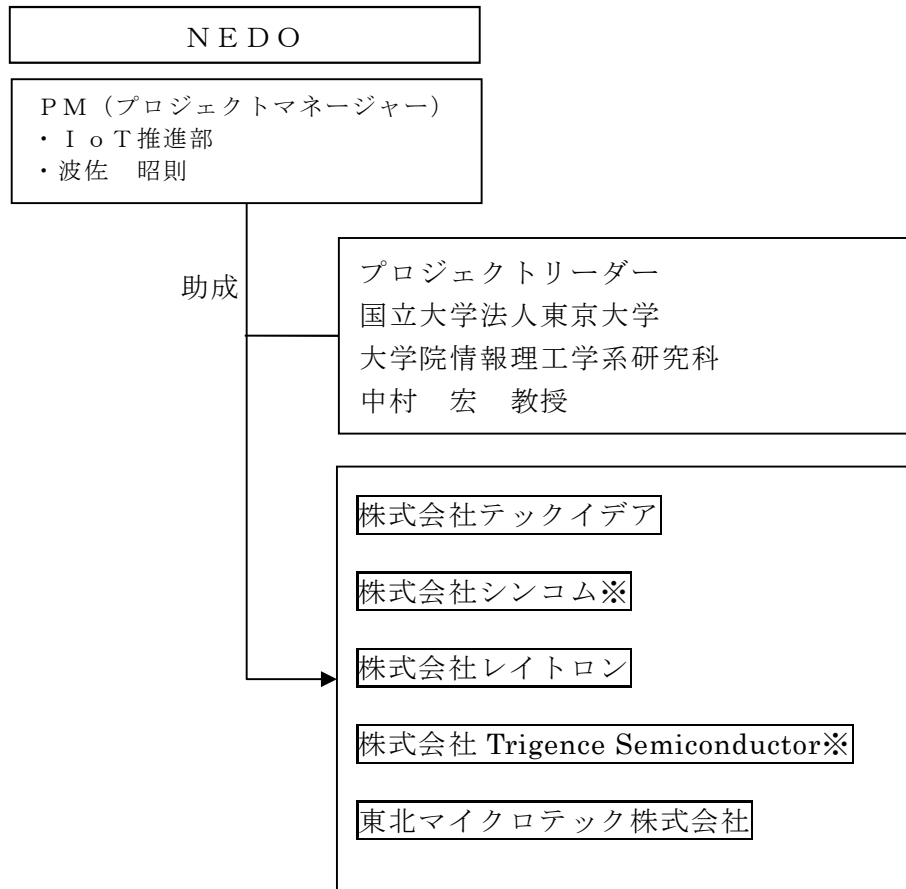 ＮＥＤＯ
ＰＭ（プロジェクトマネージャー）
・ＩｏＴ推進部
・波佐　昭則
助成
プロジェクトリーダー
国立大学法人東京大学
大学院情報理工学系研究科
中村　宏　教授
株式会社テックイデア
株式会社シンコム※
株式会社レイトロン
株式会社 Trigence Semiconductor※
東北マイクロテック株式会社